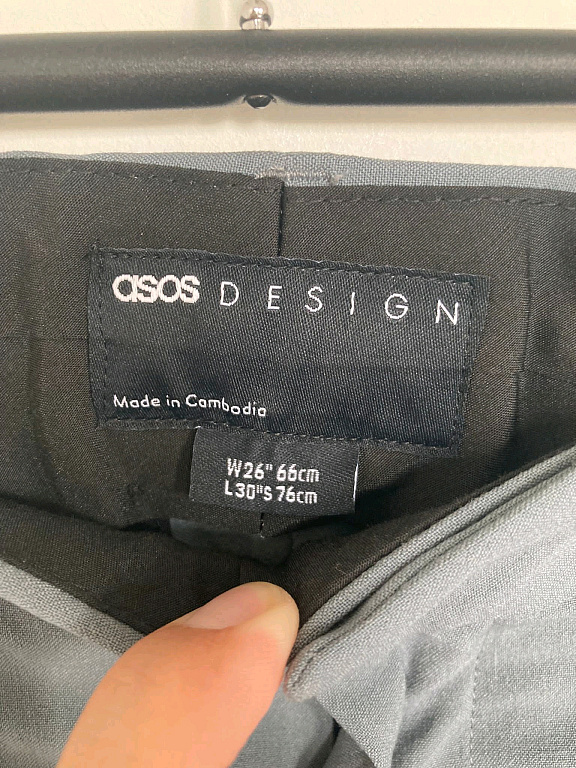 asos DESIGN
Made in Cambodia
W26" 66cm
L30"S 76cm